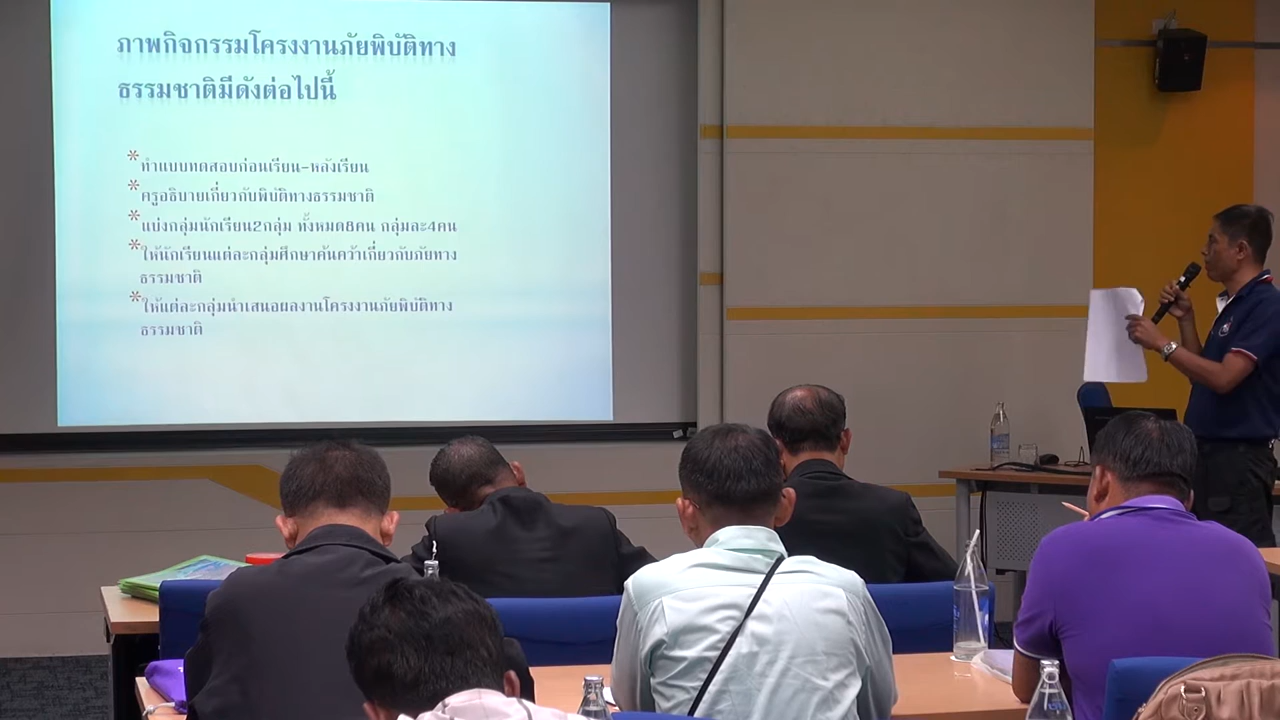 ภาพกิจกรรมโครงงานภัยพิบัติทาง
ธรรมชาติมีดังต่อไปนี้
* ทำแบบทดสอบก่อนเรียน-หลังเรียน
* ครูอธิบายเกี่ยวกับพิบัติทางธรรมชาติ
* แบ่งกลุ่มนักเรียน2กลุ่ม ทั้งหมด8คน กลุ่มละ4คน
* ให้นักเรียนแต่ละกลุ่มศึกษาค้นคว้าเกี่ยวกับภัยทาง
ธรรมชาติ
* ให้แต่ละกลุ่มนำเสนอผลงานโครงงานภัยพิบัติทาง
ธรรมชาติ